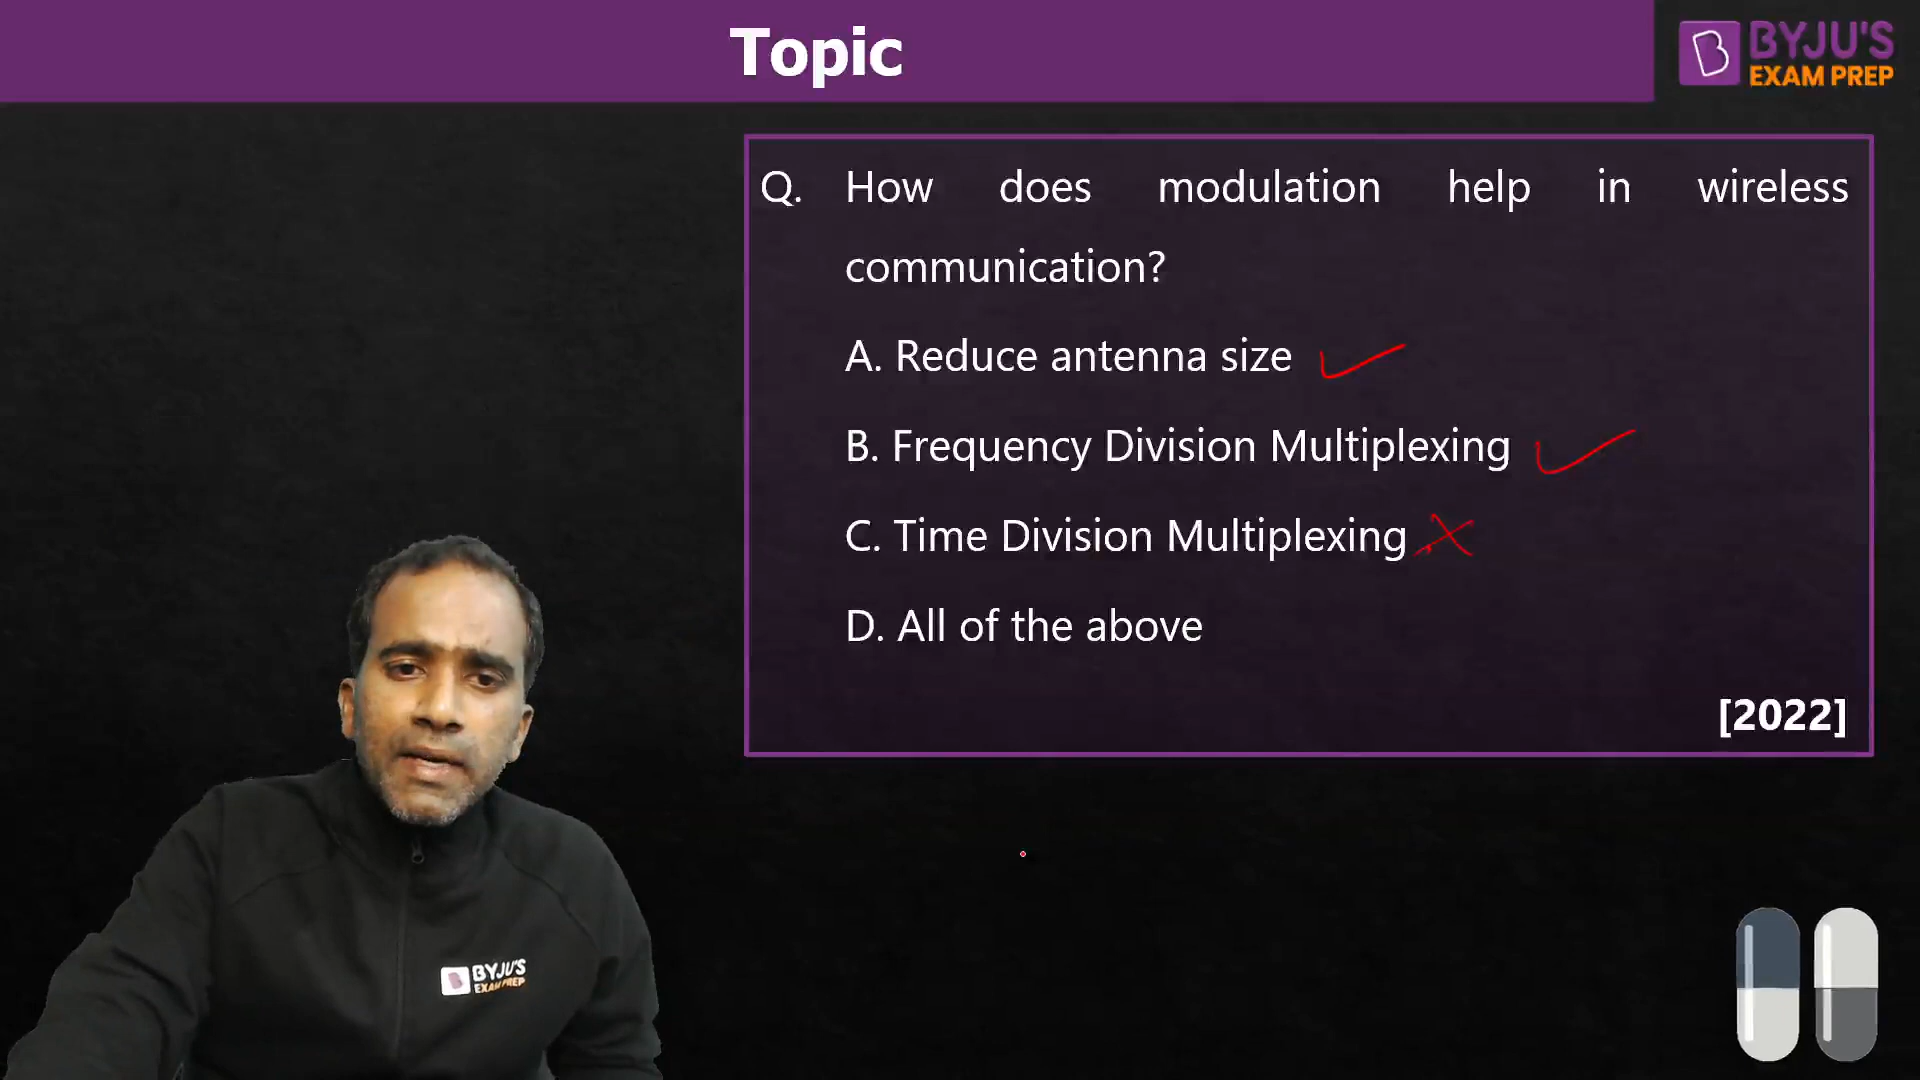 Topic
BYJU'S
EXAM PREP
Q. How does modulation help in wireless
communication?
A. Reduce antenna size
B. Frequency Division Multiplexing
C. Time Division Multiplexing
D. All of the above
[2022]
BYJU'S
EXAM PREP